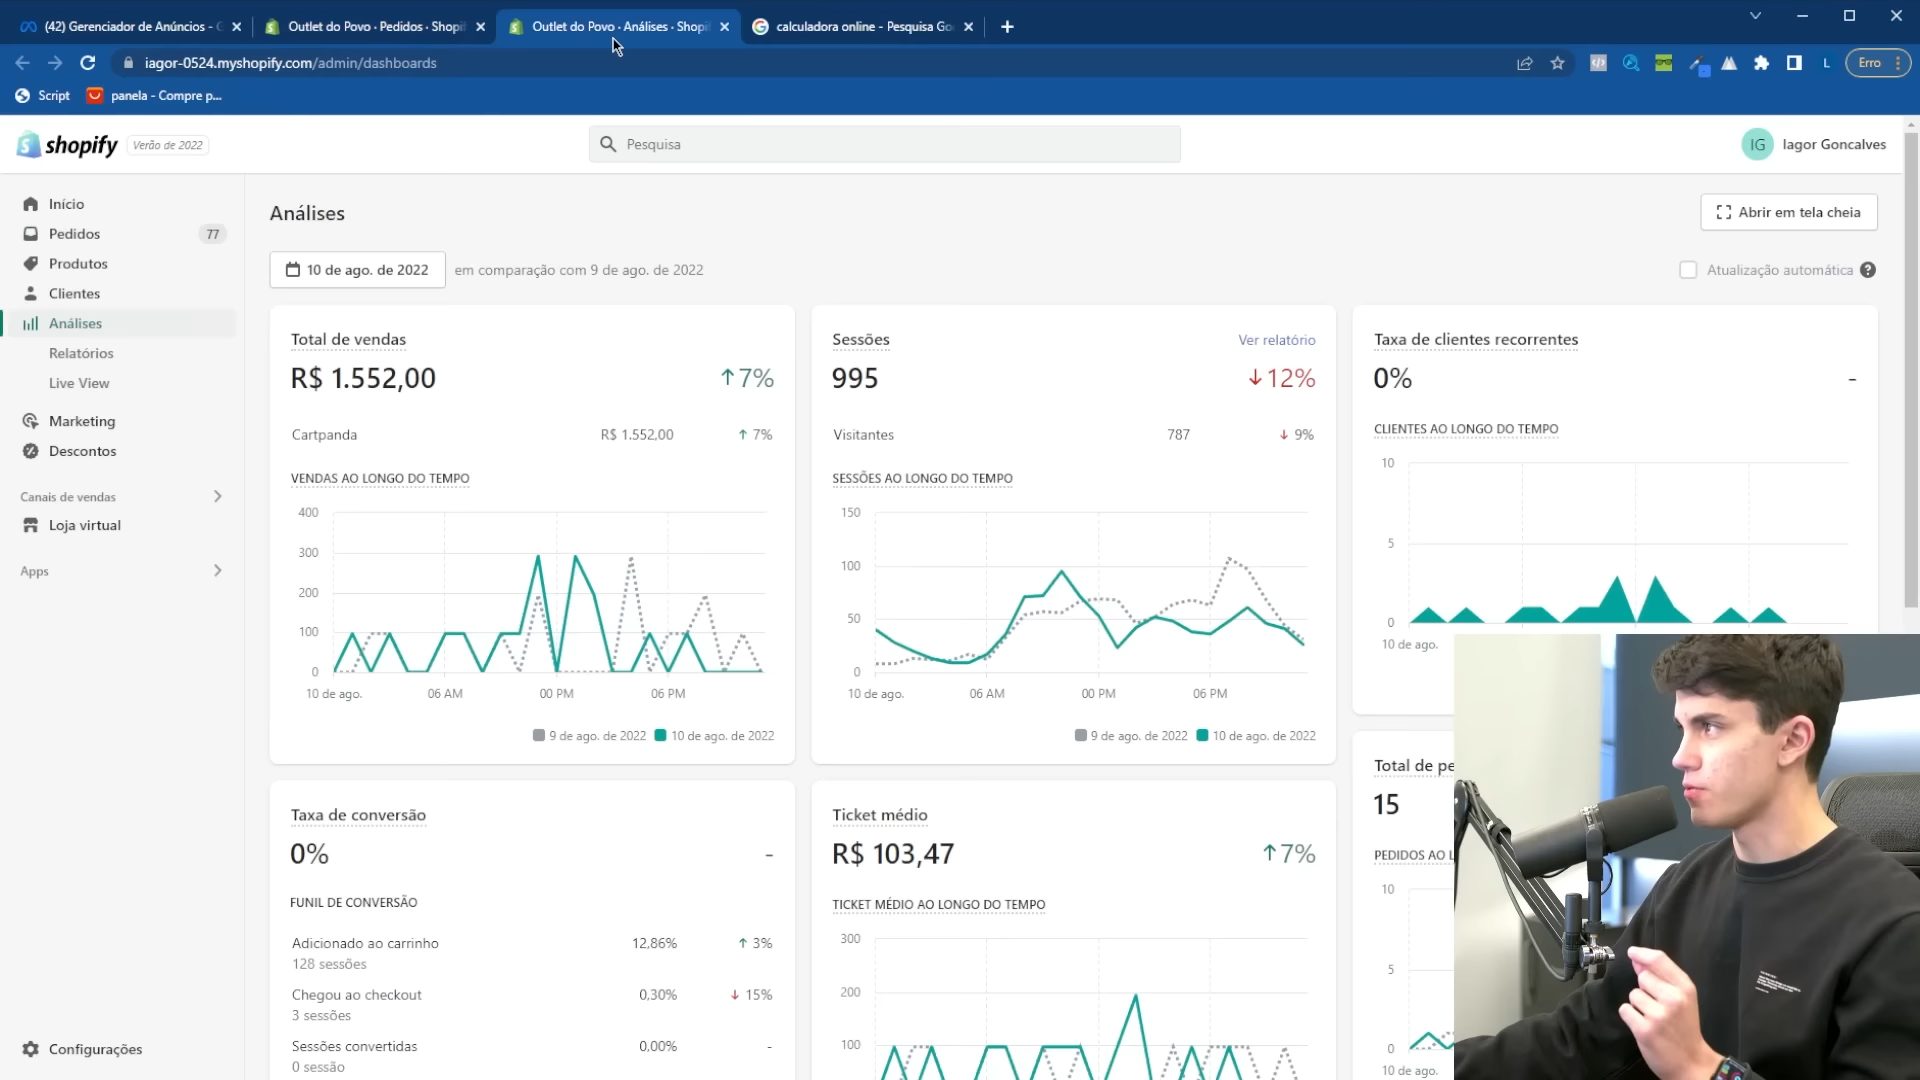 (42) Gerenciador de Anúncios - G
Outlet do Povo · Pedidos · Shopif
Outlet do Povo · Análises · Shopi
calculadora online - Pesquisa Go
iagor-0524.myshopify.com/admin/dashboards
L
Erro
Script
panela - Compre p...
shopify
Verão de 2022
Pesquisa
IG
Iagor Goncalves
Início
Pedidos
77
Produtos
Clientes
Análises
Relatórios
Live View
Marketing
Descontos
Canais de vendas
Loja virtual
Apps
Configurações
Análises
Abrir em tela cheia
10 de ago. de 2022
em comparação com 9 de ago. de 2022
Atualização automática
Total de vendas
R$ 1.552,00
↑7%
Cartpanda
R$ 1.552,00
↑ 7%
VENDAS AO LONGO DO TEMPO
400
300
200
100
0
10 de ago.
06 AM
00 PM
06 PM
9 de ago. de 2022
10 de ago. de 2022
Sessões
Ver relatório
995
↓12%
Visitantes
787
↓ 9%
SESSÕES AO LONGO DO TEMPO
150
100
50
0
10 de ago.
06 AM
00 PM
06 PM
9 de ago. de 2022
10 de ago. de 2022
Taxa de clientes recorrentes
0%
-
CLIENTES AO LONGO DO TEMPO
10
5
0
10 de ago.
Taxa de conversão
0%
-
FUNIL DE CONVERSÃO
Adicionado ao carrinho
12,86%
↑ 3%
128 sessões
Chegou ao checkout
0,30%
↓ 15%
3 sessões
Sessões convertidas
0,00%
-
0 sessão
Ticket médio
R$ 103,47
↑7%
TICKET MÉDIO AO LONGO DO TEMPO
300
200
100
Total de pe
15
PEDIDOS AO L
10
5
0
10 de ago.